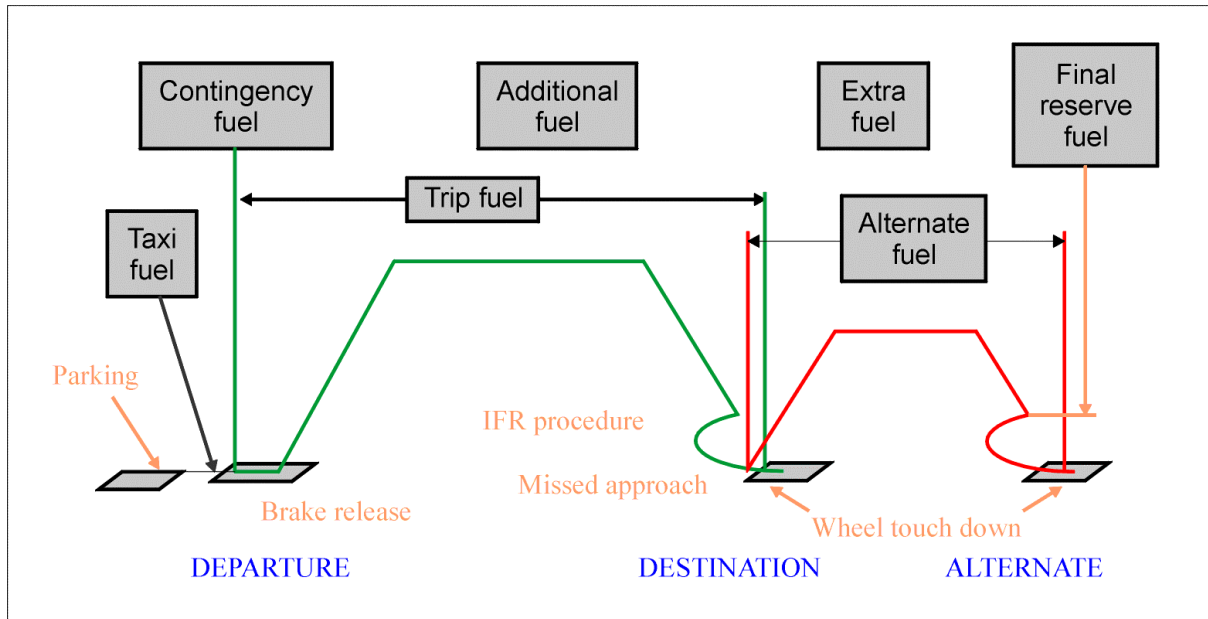 Contingency
fuel
Additional
fuel
Extra
fuel
Final
reserve
fuel
Trip fuel
Taxi
fuel
Alternate
fuel
Parking
IFR procedure
Missed approach
Brake release
Wheel touch down
DEPARTURE
DESTINATION
ALTERNATE